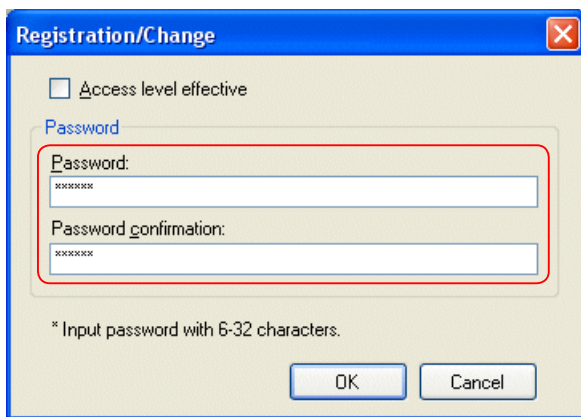 Registration/Change
Access level effective
Password
Password:
******
Password confirmation:
******
* Input password with 6-32 characters.
OK Cancel